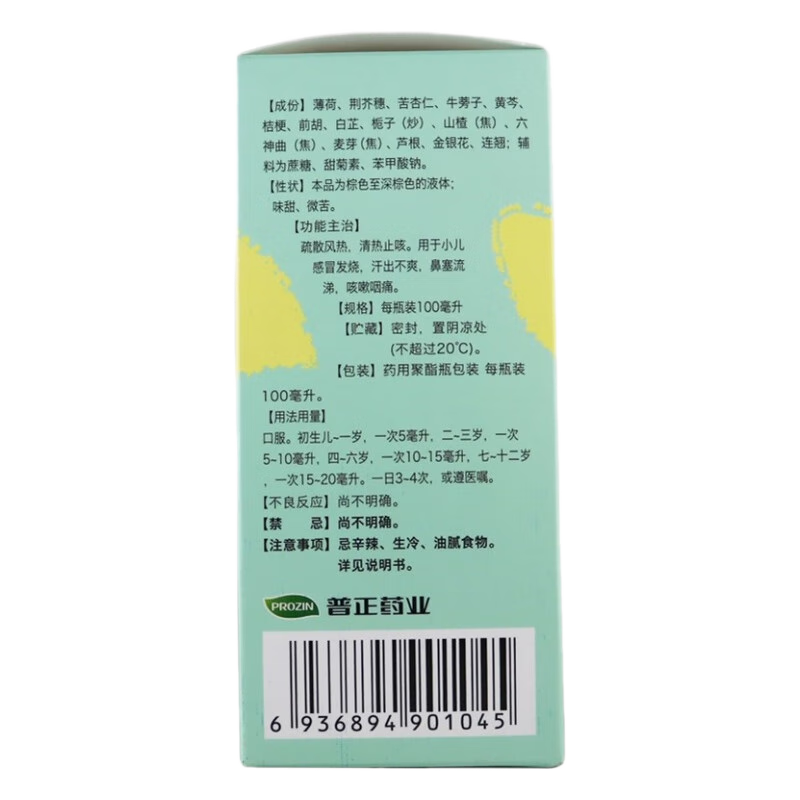 【成份】薄荷、荆芥穗、苦杏仁、牛蒡子、黄芩、
桔梗、前胡、白芷、栀子（炒）、山楂（焦）、六
神曲（焦）、麦芽（焦）、芦根、金银花、连翘；辅
料为蔗糖、甜菊素、苯甲酸钠。
【性状】本品为棕色至深棕色的液体；
味甜、微苦。
【功能主治】
疏散风热，清热止咳。用于小儿
感冒发烧，汗出不爽，鼻塞流
涕，咳嗽咽痛。
【规格】每瓶装100毫升
【贮藏】密封，置阴凉处
(不超过20℃)。
【包装】药用聚酯瓶包装 每瓶装
100毫升。
【用法用量】
口服。初生儿~一岁，一次5毫升，二~三岁，一次
5~10毫升，四~六岁，一次10~15毫升，七~十二岁
，一次15~20毫升。一日3~4次，或遵医嘱。
【不良反应】尚不明确。
【禁 忌】尚不明确。
【注意事项】忌辛辣、生冷、油腻食物。
详见说明书。
PROZIN 普正药业
6 936894 901045